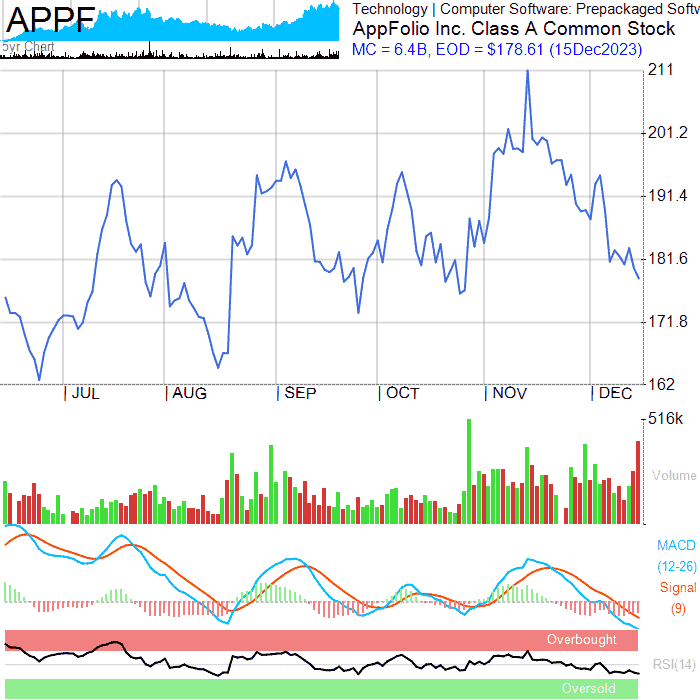 APPF
5yr Chart
Technology | Computer Software: Prepackaged Softw
AppFolio Inc. Class A Common Stock
MC = 6.4B, EOD = $178.61 (15Dec2023)
211
201.2
191.4
181.6
171.8
162
| JUL | AUG | SEP | OCT | NOV | DEC
516k
Volume
MACD
(12-26)
Signal
(9)
Overbought
RSI(14)
Oversold